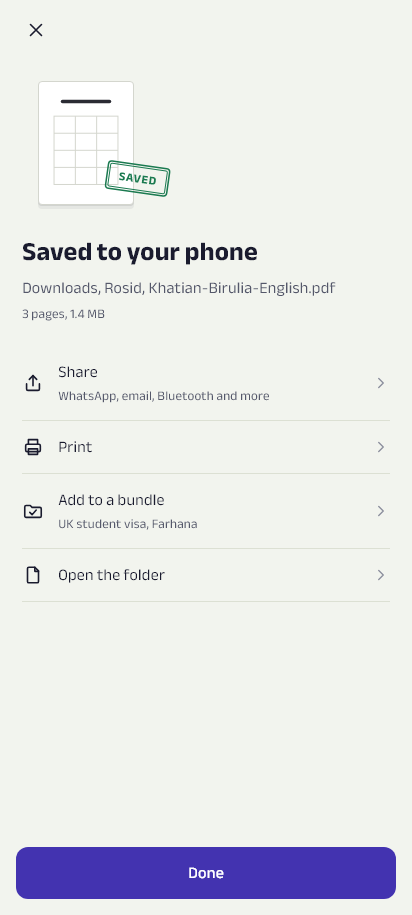 SAVED
Saved to your phone
Downloads, Rosid, Khatian-Birulia-English.pdf
3 pages, 1.4 MB
Share
WhatsApp, email, Bluetooth and more
Print
Add to a bundle
UK student visa, Farhana
Open the folder
Done